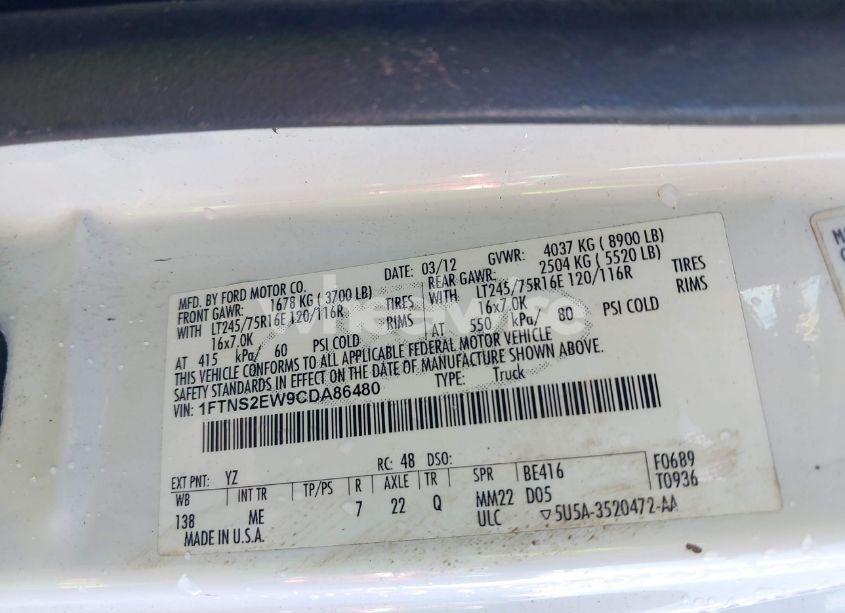 MFD. BY FORD MOTOR CO. DATE: 03/12 GVWR: 4037 KG ( 8900 LB)
FRONT GAWR: 1678 KG ( 3700 LB) REAR GAWR: 2504 KG ( 5520 LB)
WITH LT245/75R16E 120/116R TIRES WITH LT245/75R16E 120/116R TIRES
16x7.0K RIMS 16x7.0K RIMS
AT 415 kPa/ 60 PSI COLD AT 550 kPa/ 80 PSI COLD
THIS VEHICLE CONFORMS TO ALL APPLICABLE FEDERAL MOTOR VEHICLE
SAFETY STANDARDS IN EFFECT ON THE DATE OF MANUFACTURE SHOWN ABOVE.
VIN: 1FTNS2EW9CDA86480 TYPE: Truck
EXT PNT: YZ RC: 48 DSO:
WB INT TR TP/PS R AXLE TR SPR BE416 F0689
138 ME 7 22 Q MM22 D05 T0936
MADE IN U.S.A. ULC ▽5U5A-3520472-AA
wheelwire